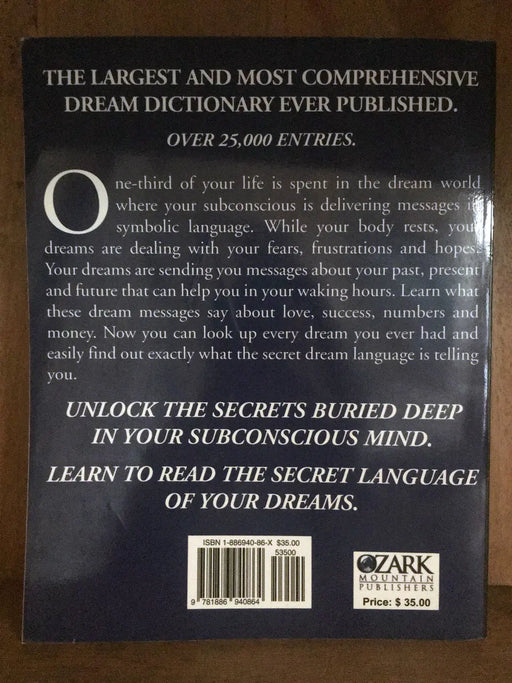 THE LARGEST AND MOST COMPREHENSIVE
DREAM DICTIONARY EVER PUBLISHED.
OVER 25,000 ENTRIES.
One-third of your life is spent in the dream world
where your subconscious is delivering messages in
symbolic language. While your body rests, your
dreams are dealing with your fears, frustrations and hopes.
Your dreams are sending you messages about your past, present
and future that can help you in your waking hours. Learn what
these dream messages say about love, success, numbers and
money. Now you can look up every dream you ever had and
easily find out exactly what the secret dream language is telling
you.
UNLOCK THE SECRETS BURIED DEEP
IN YOUR SUBCONSCIOUS MIND.
LEARN TO READ THE SECRET LANGUAGE
OF YOUR DREAMS.
ISBN 1-886940-86-X $35.00
53500
9 781886 940864
OZARK
MOUNTAIN
PUBLISHERS
Price: $ 35.00